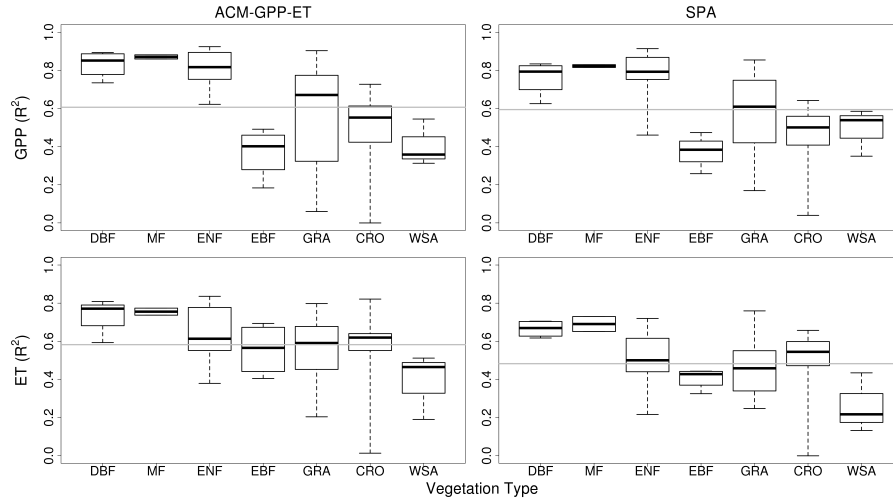 ACM-GPP-ET
SPA
GPP (R²)
0.0 0.2 0.4 0.6 0.8 1.0
DBF MF ENF EBF GRA CRO WSA
0.0 0.2 0.4 0.6 0.8 1.0
DBF MF ENF EBF GRA CRO WSA
ET (R²)
0.0 0.2 0.4 0.6 0.8 1.0
DBF MF ENF EBF GRA CRO WSA
0.0 0.2 0.4 0.6 0.8 1.0
DBF MF ENF EBF GRA CRO WSA
Vegetation Type